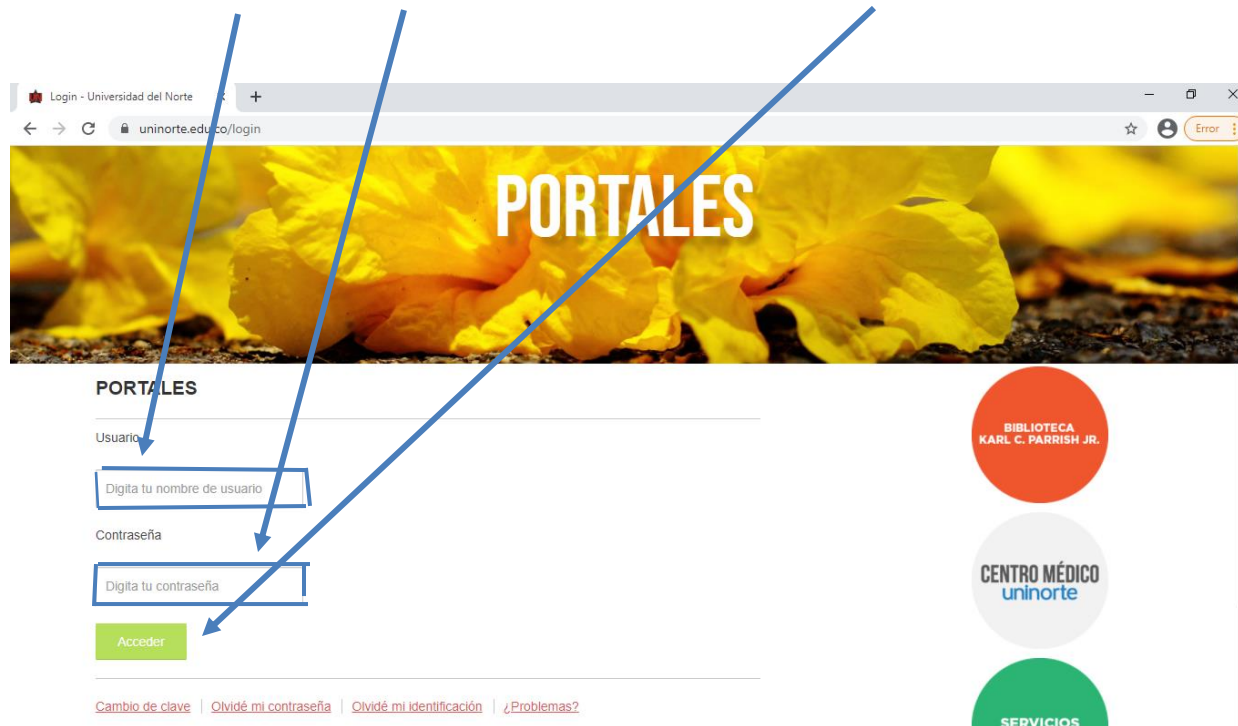 Login - Universidad del Norte
uninorte.edu.co/login
Error
PORTALES
PORTALES
Usuario
Digita tu nombre de usuario
Contraseña
Digita tu contraseña
Acceder
Cambio de clave | Olvidé mi contraseña | Olvidé mi identificación | ¿Problemas?
BIBLIOTECA
KARL C. PARRISH JR.
CENTRO MÉDICO
uninorte
SERVICIOS